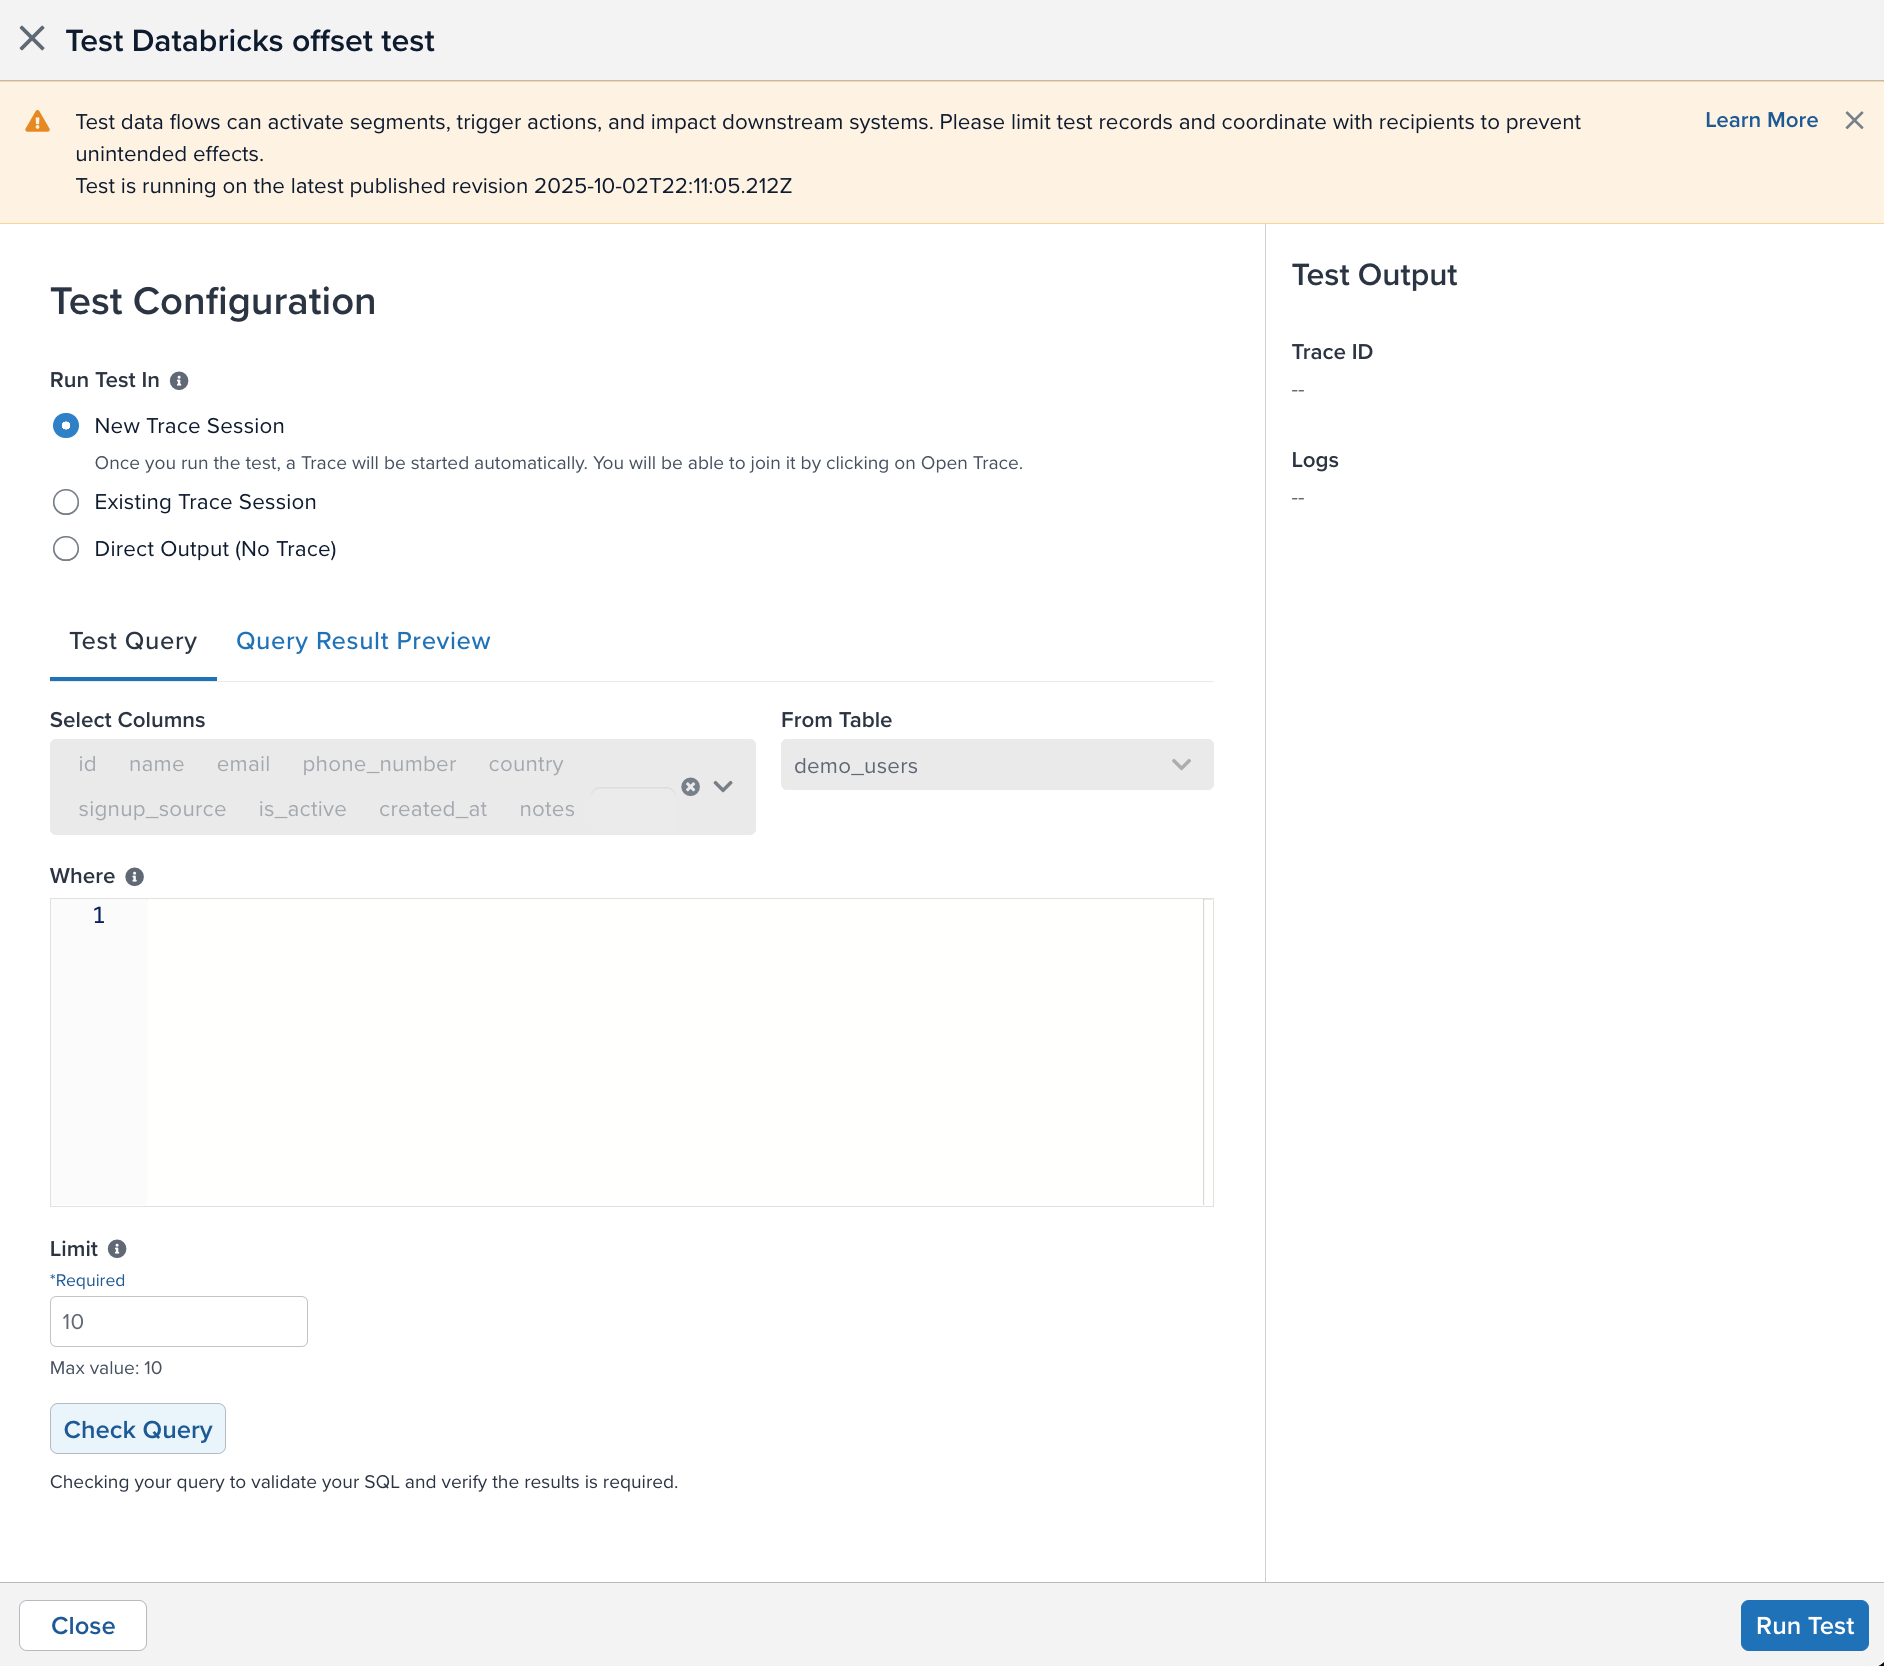 Test Databricks offset test
Test data flows can activate segments, trigger actions, and impact downstream systems. Please limit test records and coordinate with recipients to prevent
unintended effects.
Test is running on the latest published revision 2025-10-02T22:11:05.212Z
Learn More
Test Configuration
Run Test In
New Trace Session
Once you run the test, a Trace will be started automatically. You will be able to join it by clicking on Open Trace.
Existing Trace Session
Direct Output (No Trace)
Test Query Query Result Preview
Select Columns
id name email phone_number country
signup_source is_active created_at notes
From Table
demo_users
Where
1
Limit
*Required
10
Max value: 10
Check Query
Checking your query to validate your SQL and verify the results is required.
Test Output
Trace ID
--
Logs
--
Close
Run Test